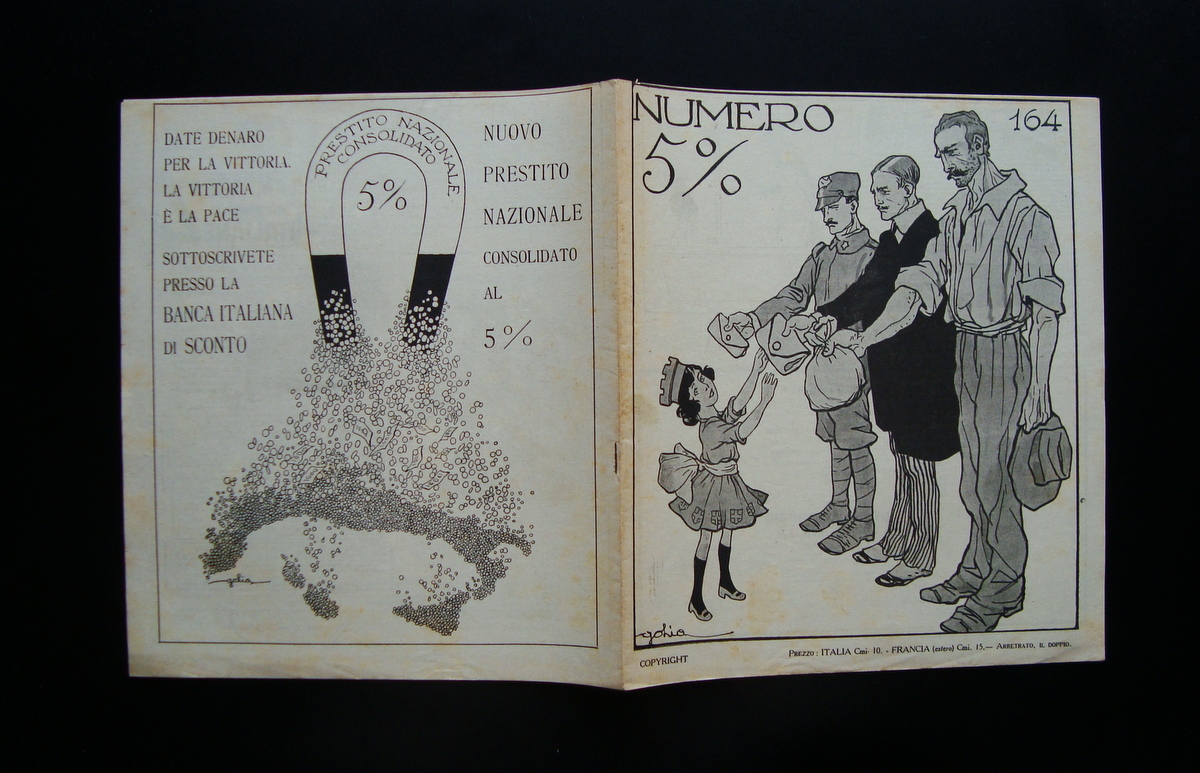 DATE DENARO
PER LA VITTORIA.
LA VITTORIA
È LA PACE
SOTTOSCRIVETE
PRESSO LA
BANCA ITALIANA
DI SCONTO
PRESTITO NAZIONALE
CONSOLIDATO
5%
NUOVO
PRESTITO
NAZIONALE
CONSOLIDATO
AL
5%
golia
NUMERO
164
5%
golia
COPYRIGHT
PREZZO: ITALIA Cmi· 10. - FRANCIA (estero) Cmi. 15.— ARRETRATO, IL DOPPIO.